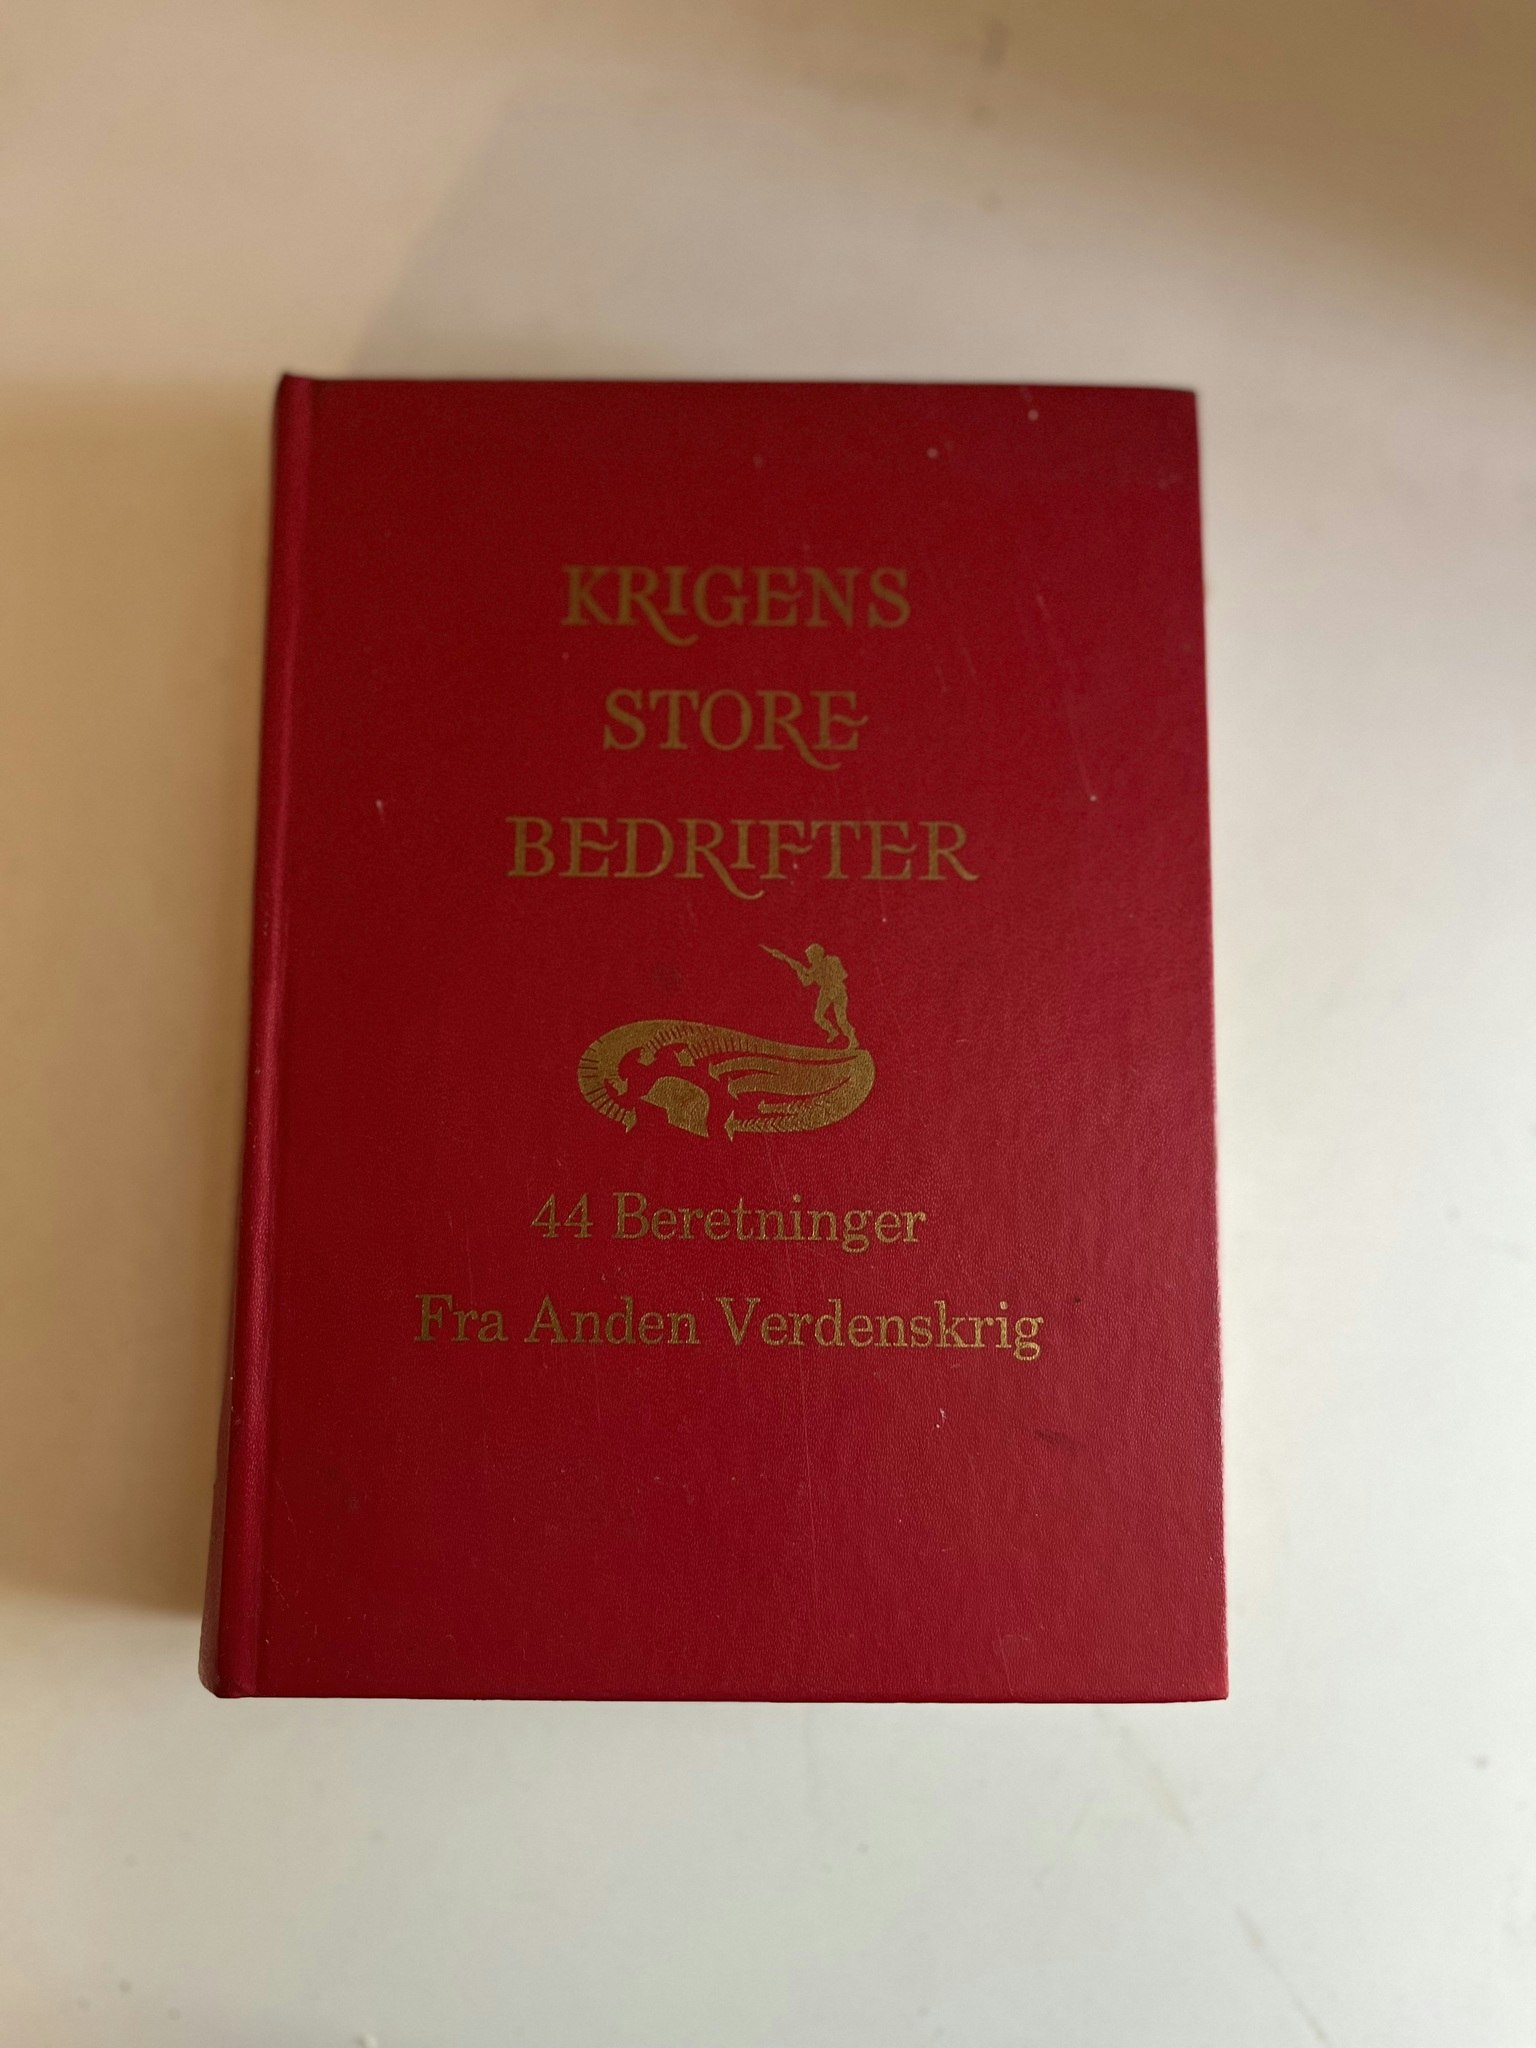 KRIGENS
STORE
BEDRIFTER
44 Beretninger
Fra Anden Verdenskrig